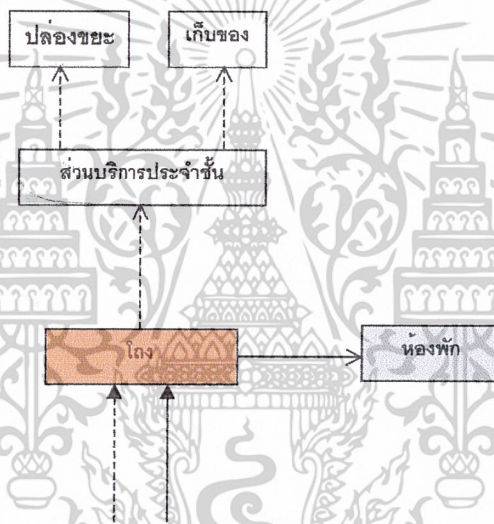 ปล่องขยะ
เก็บของ
ส่วนบริการประจำชั้น
โถง
ห้องพัก